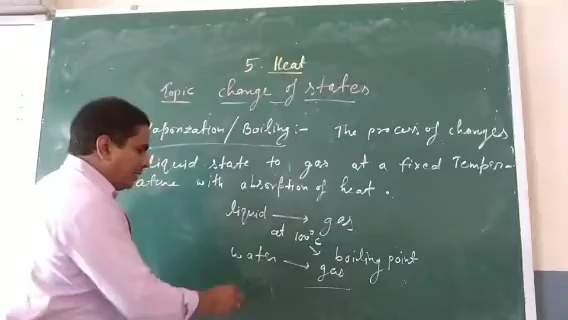 5. Heat
Topic change of states
aporization/Boiling:- The process of changes
liquid state to gas at a fixed Temper-
ature with absorption of heat.
liquid → gas
at 100°C
water → gas boiling point